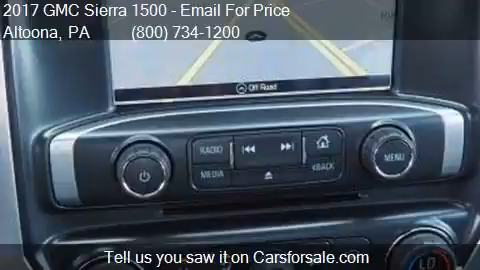 2017 GMC Sierra 1500 - Email For Price
Altoona, PA (800) 734-1200
Off Road
RADIO
MEDIA
BACK
MENU
LO
Tell us you saw it on Carsforsale.com